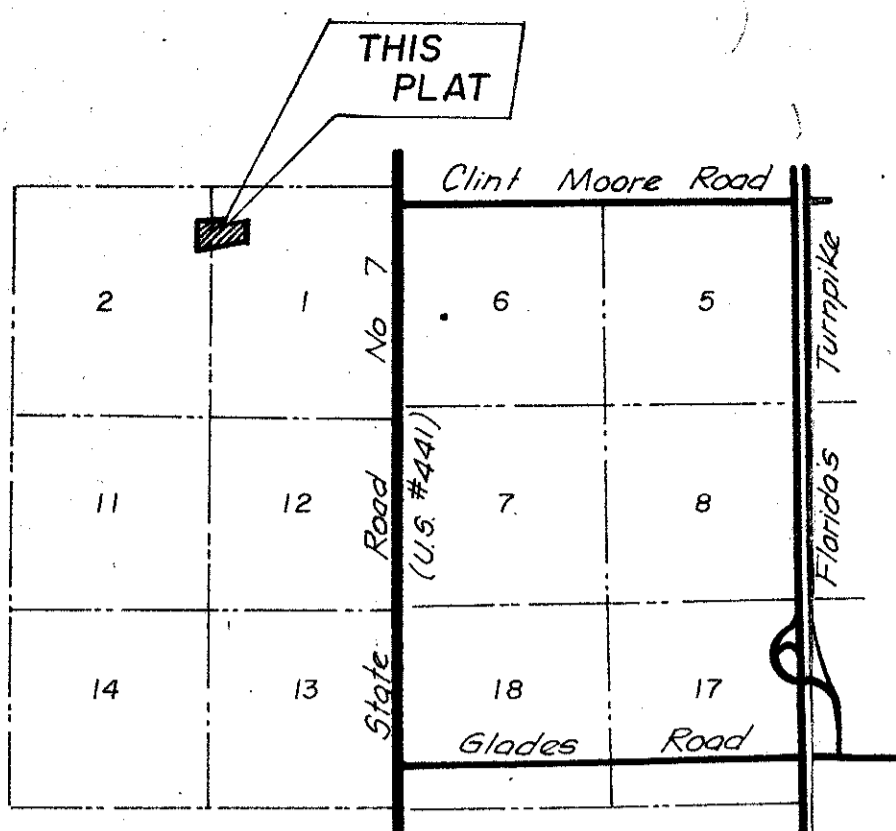 THIS
PLAT
Clint Moore Road
2
1
6
5
11
12
7
8
14
13
18
17
State Road No 7
(U.S. #441)
Florida's Turnpike
Glades Road